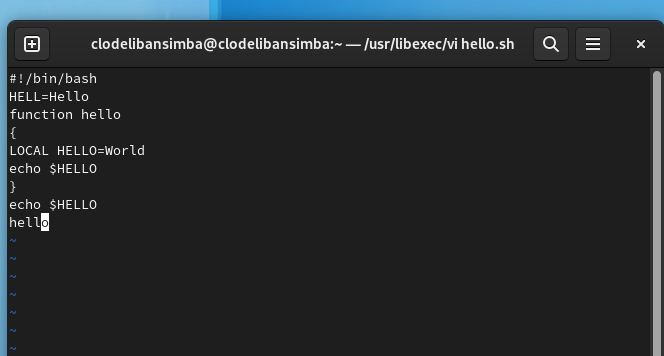 clodelibansimba@clodelibansimba:~ — /usr/libexec/vi hello.sh
#!/bin/bash
HELL=Hello
function hello
{
LOCAL HELLO=World
echo $HELLO
}
echo $HELLO
hello
~
~
~
~
~
~
~